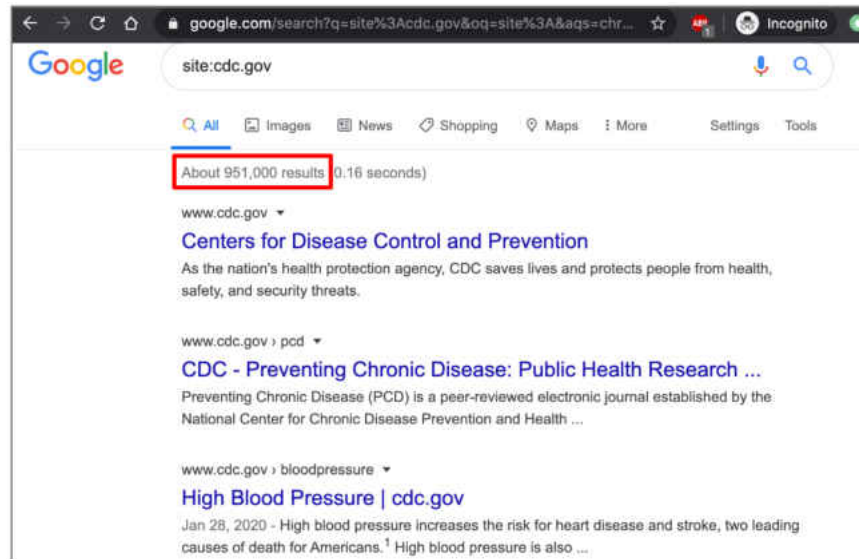 google.com/search?q=site%3Acdc.gov&oq=site%3A&aqs=chr...
1
Incognito
Google
site:cdc.gov
All Images News Shopping Maps More Settings Tools
About 951,000 results (0.16 seconds)
www.cdc.gov
Centers for Disease Control and Prevention
As the nation's health protection agency, CDC saves lives and protects people from health,
safety, and security threats.
www.cdc.gov › pcd
CDC - Preventing Chronic Disease: Public Health Research ...
Preventing Chronic Disease (PCD) is a peer-reviewed electronic journal established by the
National Center for Chronic Disease Prevention and Health ...
www.cdc.gov › bloodpressure
High Blood Pressure | cdc.gov
Jan 28, 2020 - High blood pressure increases the risk for heart disease and stroke, two leading
causes of death for Americans.¹ High blood pressure is also ...